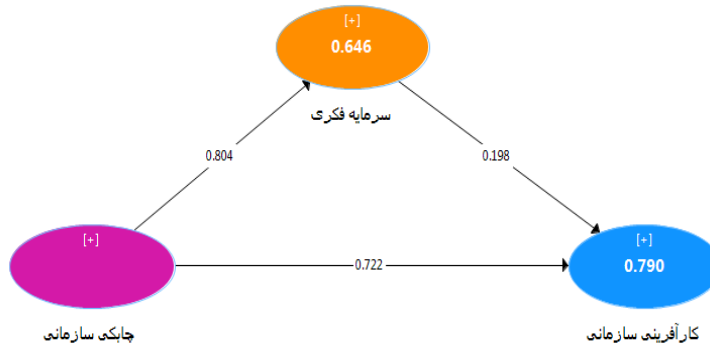 [+]
0.646
سرمایه فکری
0.804
0.198
[+]
[+]
0.790
0.722
چابکی سازمانی
کارآفرینی سازمانی